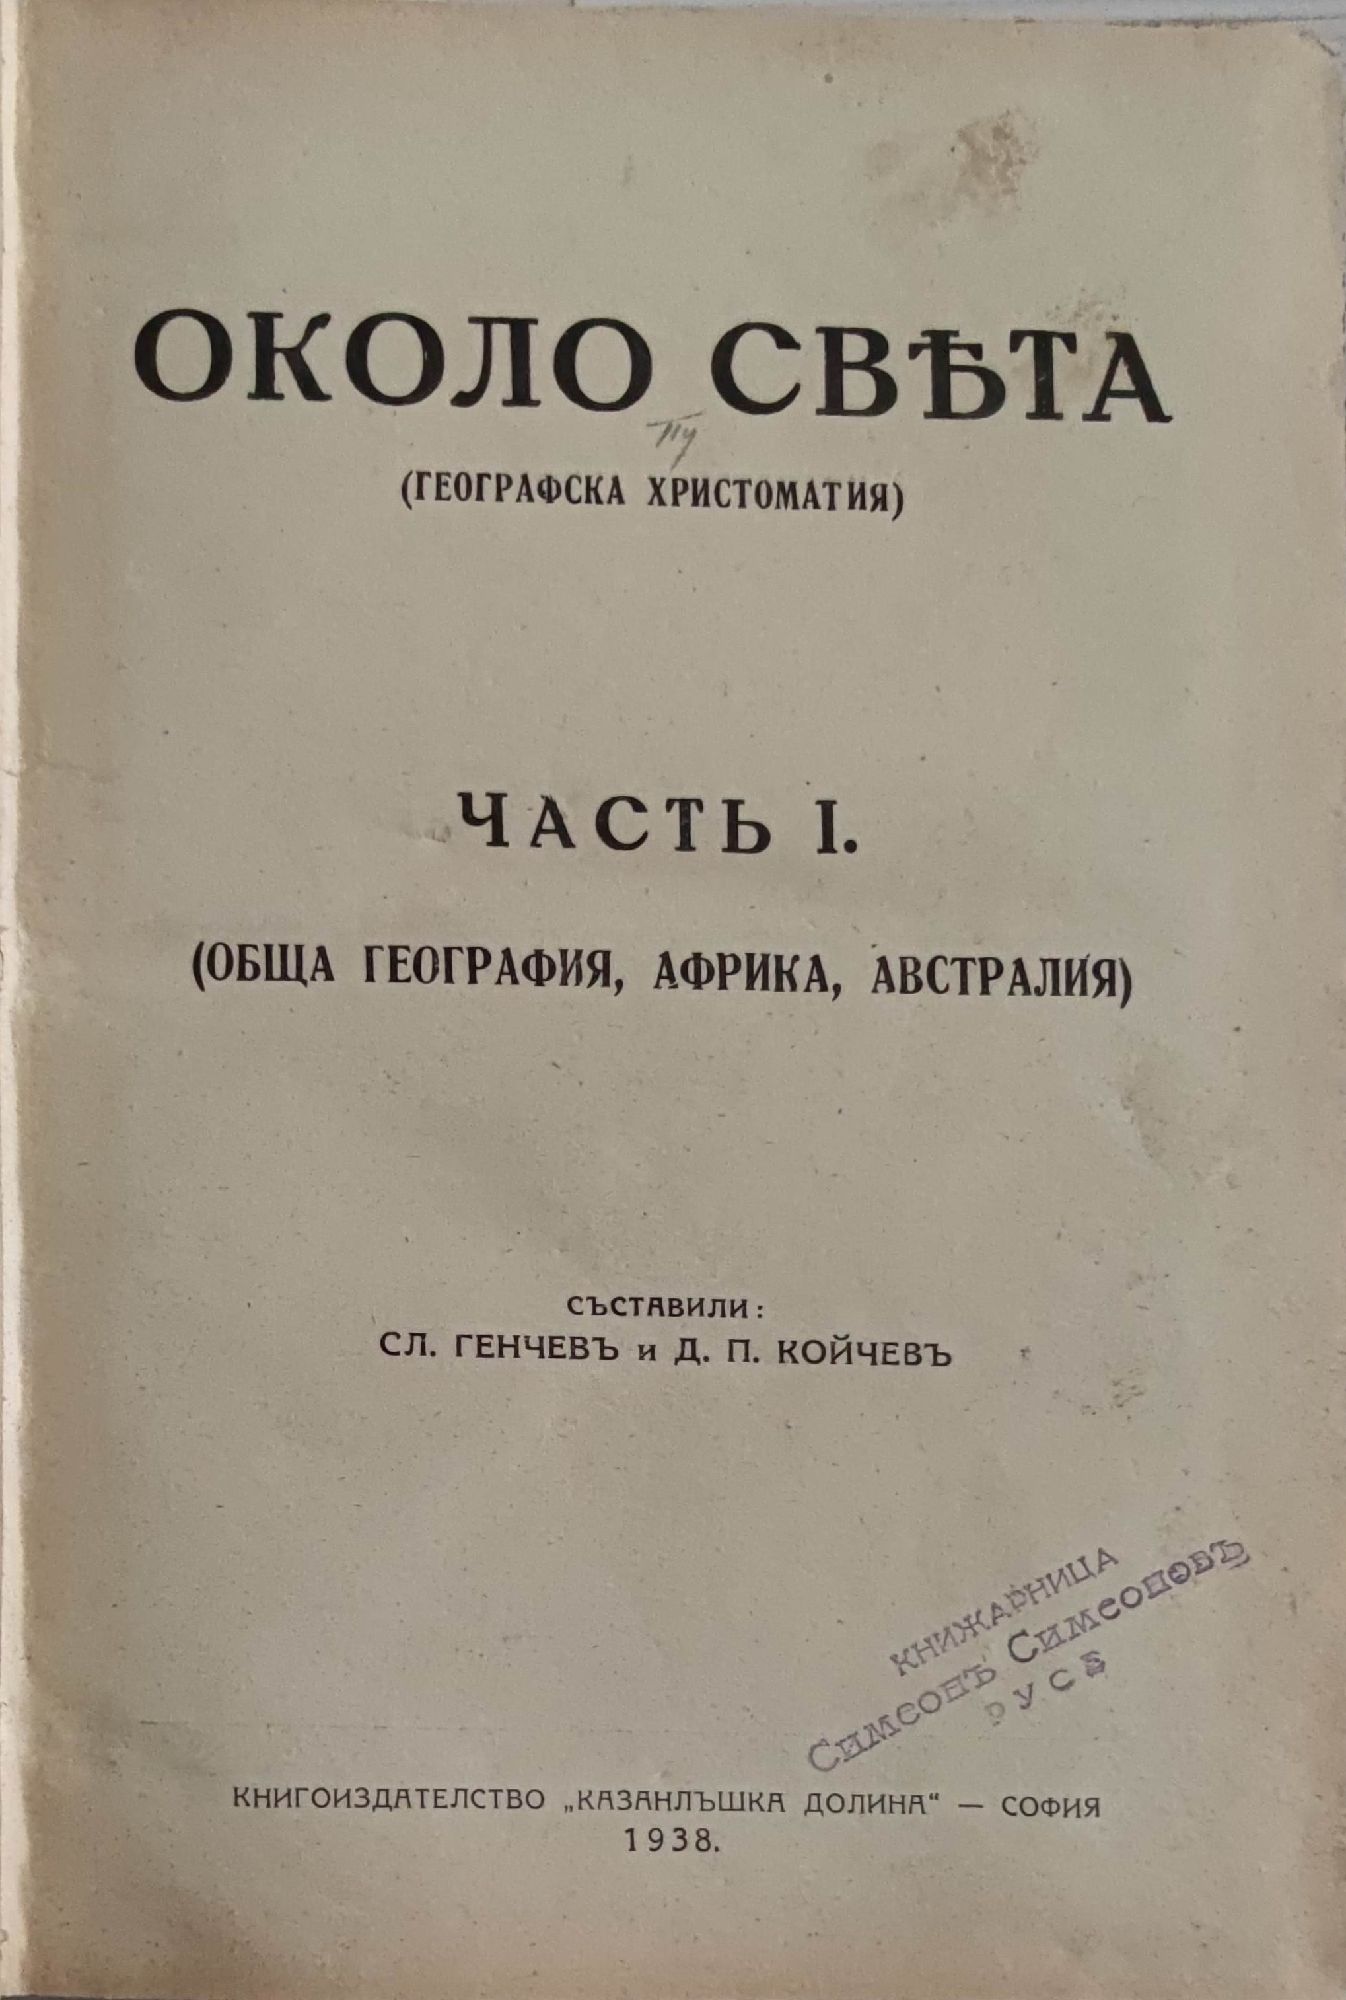 ОКОЛО СВѢТА
(ГЕОГРАФСКА ХРИСТОМАТИЯ)
ЧАСТЬ I.
(ОБЩА ГЕОГРАФИЯ, АФРИКА, АВСТРАЛИЯ)
СЪСТАВИЛИ:
СЛ. ГЕНЧЕВЪ и Д. П. КОЙЧЕВЪ
КНИЖАРНИЦА
Симеонъ Симеоновъ
РУСЕ
КНИГОИЗДАТЕЛСТВО „КАЗАНЛЪШКА ДОЛИНА“ — СОФИЯ
1938.